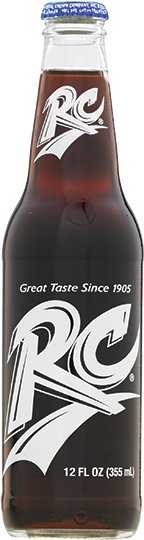 RC
Great Taste Since 1905
RC®
12 FL OZ (355 mL)